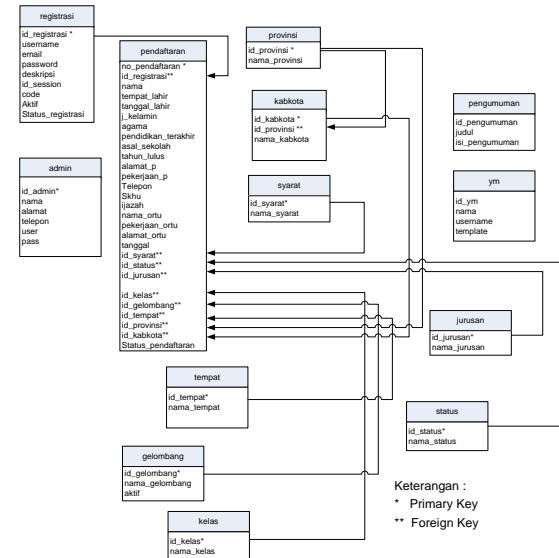 registrasi
id_registrasi *
username
email
password
deskripsi
id_session
code
Aktif
Status_registrasi
admin
id_admin*
nama
alamat
telepon
user
pass
pendaftaran
no_pendaftaran *
id_registrasi**
nama
tempat_lahir
tanggal_lahir
j_kelamin
agama
pendidikan_terakhir
asal_sekolah
tahun_lulus
alamat_p
pekerjaan_p
Telepon
Skhu
ijazah
nama_ortu
pekerjaan_ortu
alamat_ortu
tanggal
id_syarat**
id_status**
id_jurusan**
id_kelas**
id_gelombang**
id_tempat**
id_provinsi**
id_kabkota**
Status_pendaftaran
provinsi
id_provinsi *
nama_provinsi
kabkota
id_kabkota *
id_provinsi **
nama_kabkota
syarat
id_syarat*
nama_syarat
pengumuman
id_pengumuman
judul
isi_pengumuman
ym
id_ym
nama
username
template
jurusan
id_jurusan*
nama_jurusan
tempat
id_tempat*
nama_tempat
status
id_status*
nama_status
gelombang
id_gelombang*
nama_gelombang
aktif
kelas
id_kelas*
nama_kelas
Keterangan :
* Primary Key
** Foreign Key